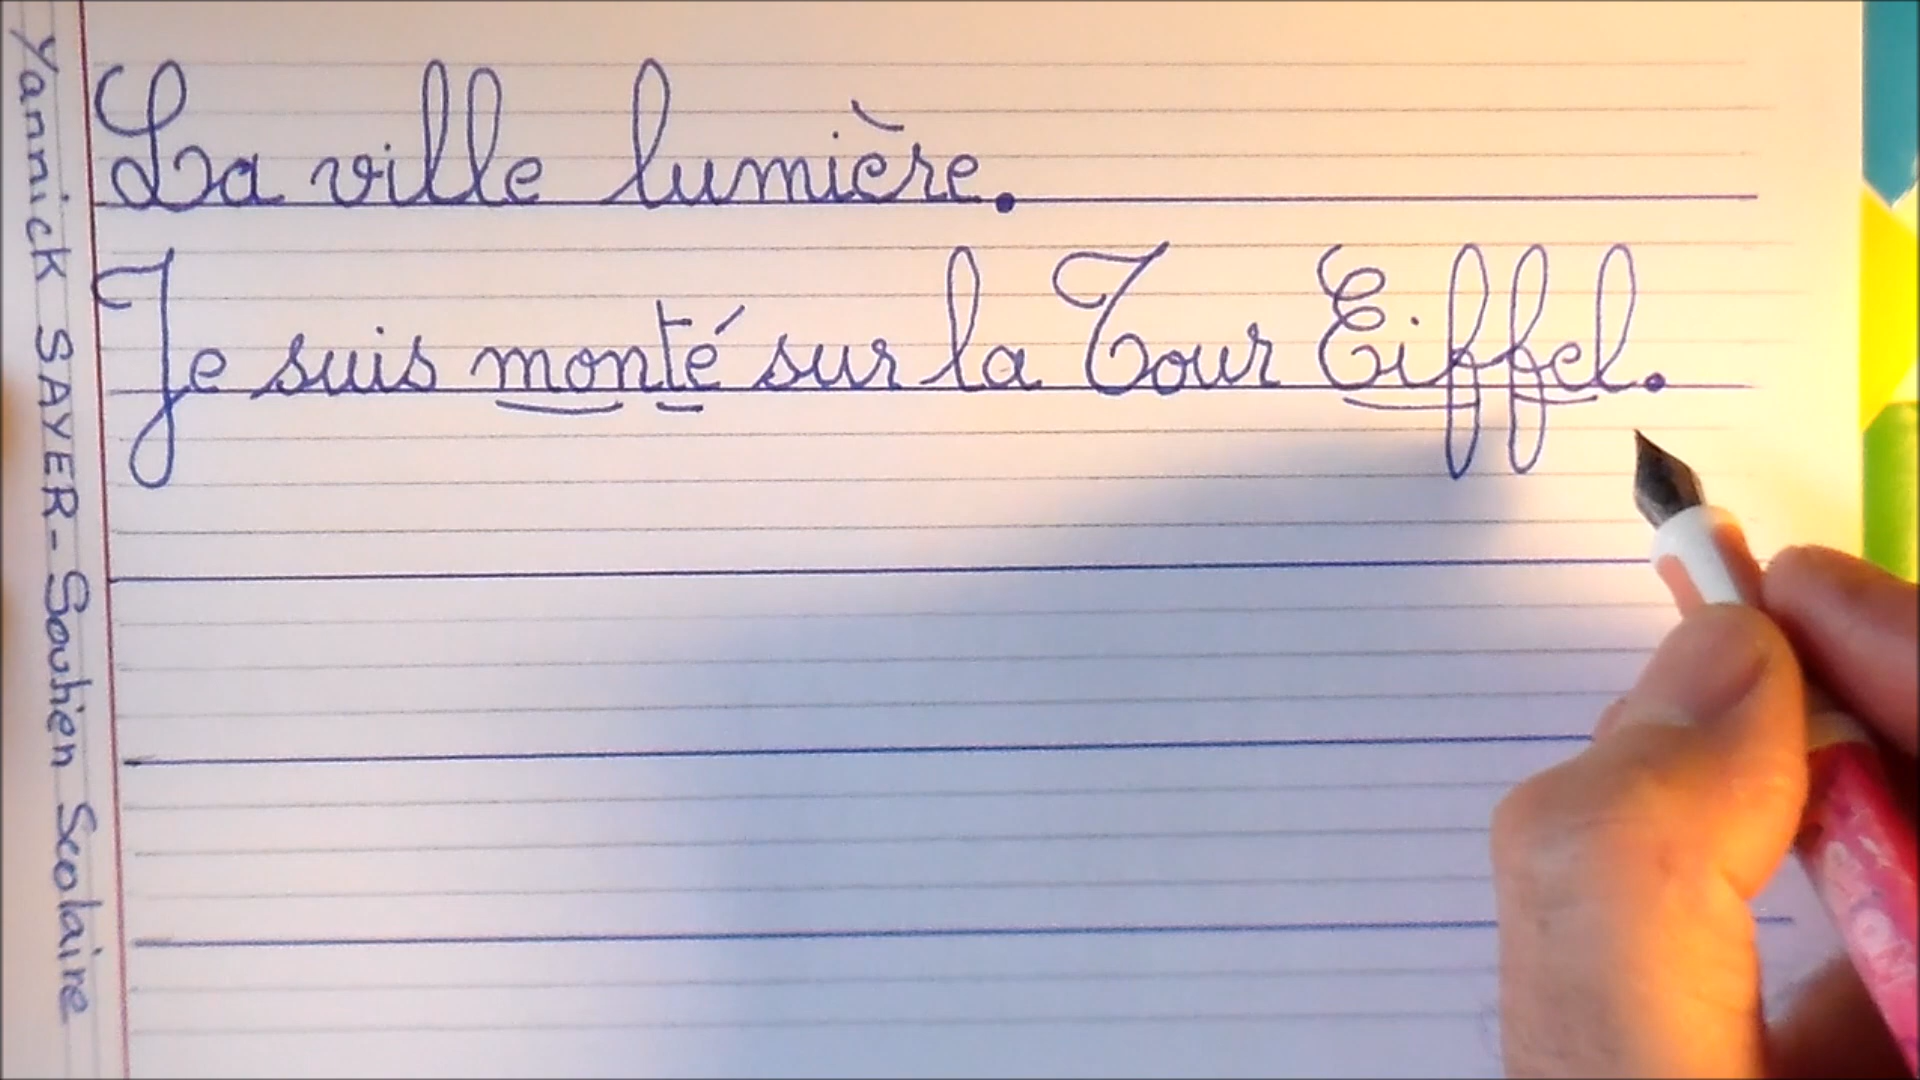 La ville lumière.
Je suis monté sur la Tour Eiffel.
Yannick SAYER - Soutien Scolaire